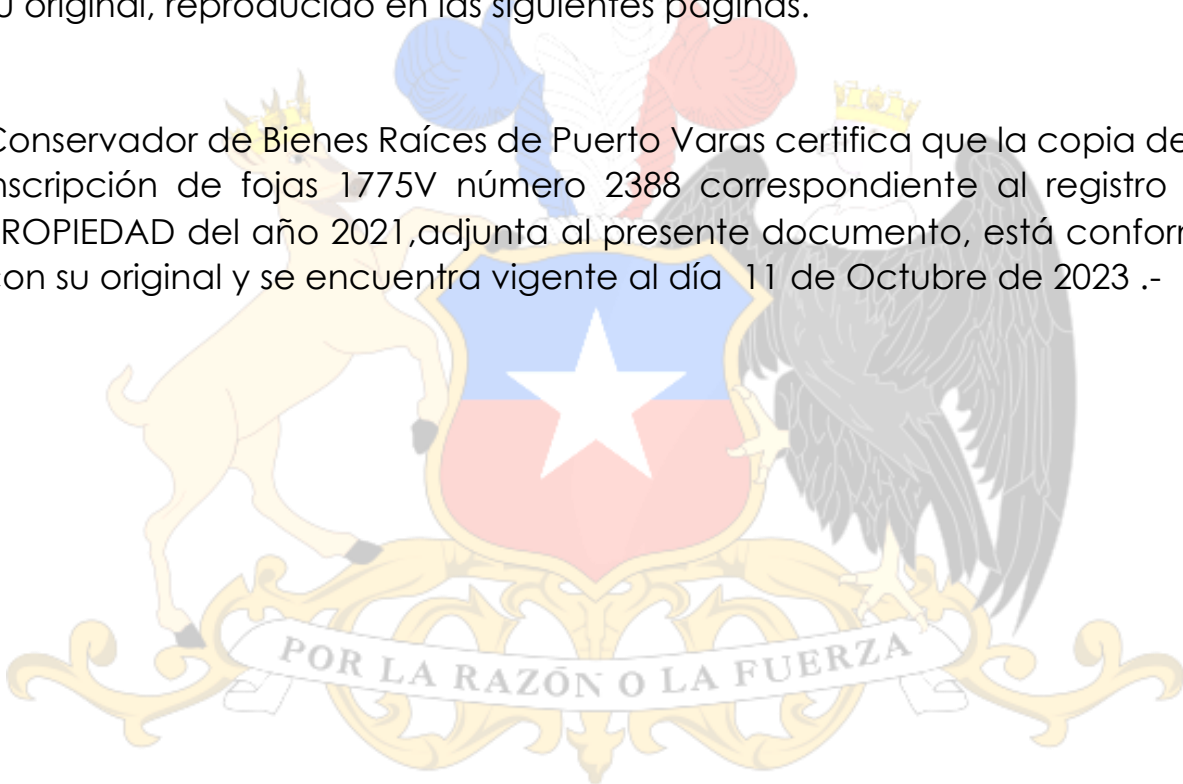 u original, reproducido en las siguientes páginas.
Conservador de Bienes Raíces de Puerto Varas certifica que la copia de
nscripción de fojas 1775V número 2388 correspondiente al registro
ROPIEDAD del año 2021,adjunta al presente documento, está confor
on su original y se encuentra vigente al día 11 de Octubre de 2023 .-
POR LA RAZÓN O LA FUERZA